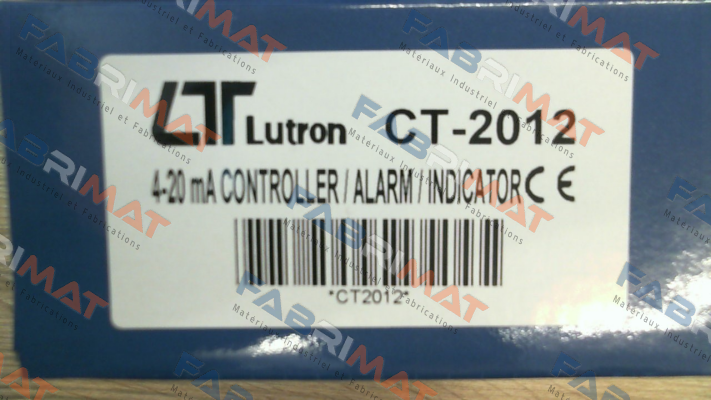 LT Lutron CT-2012
4-20 mA CONTROLLER / ALARM / INDICATOR CE
*CT2012*
FABRIMAT
Matériaux Industriel et Fabrications